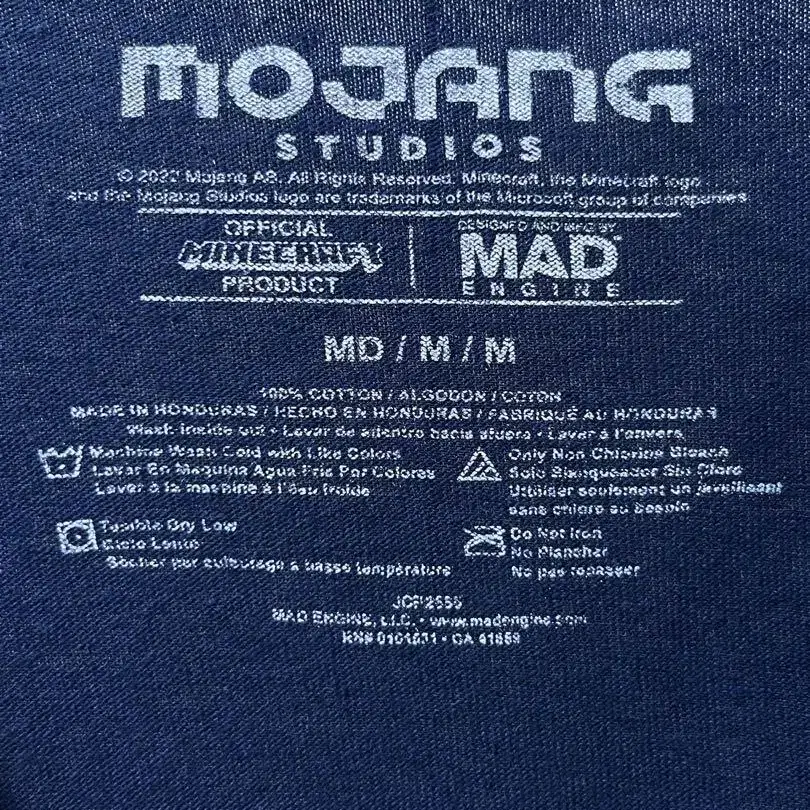 MOJANG
STUDIOS
© 2022 Mojang AB. All Rights Reserved. Minecraft, the Minecraft logo
and the Mojang Studios logo are trademarks of the Microsoft group of companies
OFFICIAL
MINECRAFT
PRODUCT
DESIGNED AND MFG BY
MAD
ENGINE
MD / M / M
100% COTTON / ALGODON / COTON
MADE IN HONDURAS / HECHO EN HONDURAS / FABRIQUÉ AU HONDURAS
Wash inside out • Lavar de adentro hacia afuera • Laver à l'envers
Machine Wash Cold with Like Colors
Lavar En Maquina Agua Fria Por Colores
Laver à la machine à l'eau froide
Only Non Chlorine Bleach
Solo Blanqueador Sin Cloro
Utiliser seulement un javellisant
sans chlore au besoin
Tumble Dry Low
Ciclo Lento
Sécher par culbutage à basse température
Do Not Iron
No Planchar
Ne pas repasser
MAD ENGINE, LLC. • www.madengine.com
CA 41859